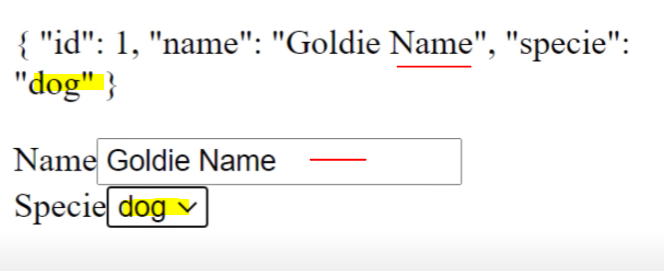 { "id": 1, "name": "Goldie Name", "specie":
"dog" }
Name Goldie Name
Specie dog